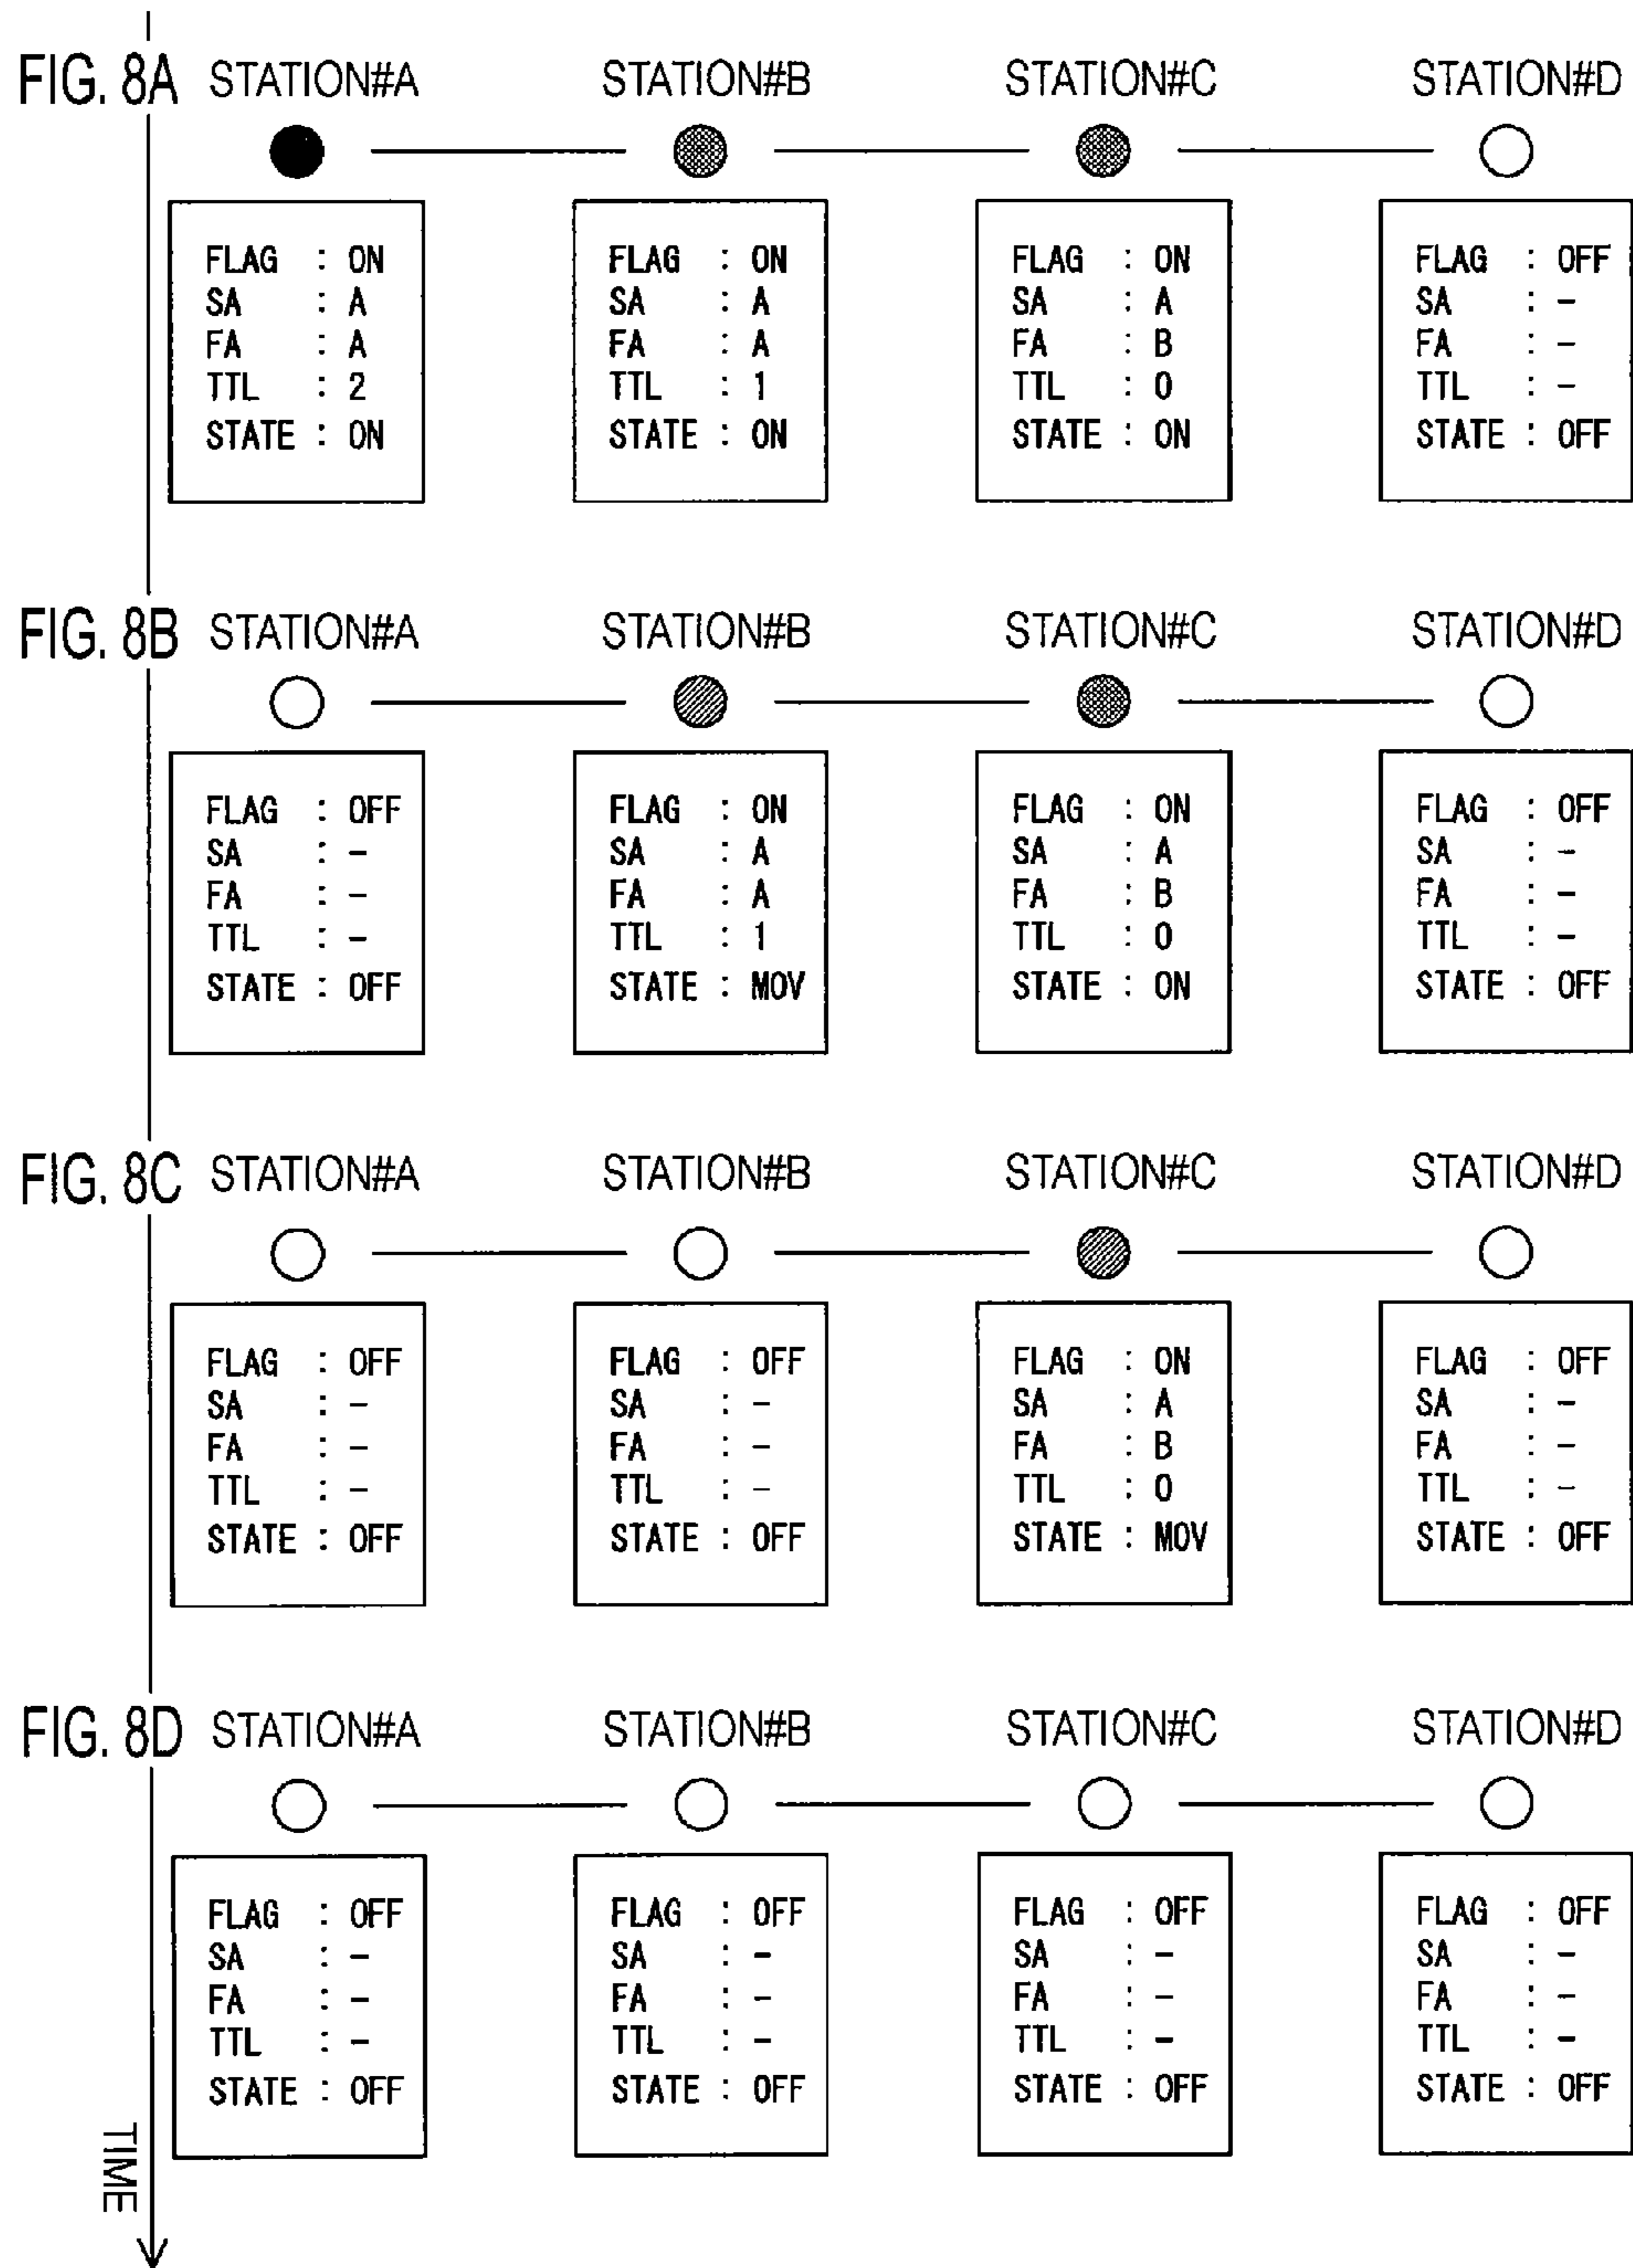 FIG. 8A STATION#A STATION#B STATION#C STATION#D
FLAG : ON FLAG : ON FLAG : ON FLAG : OFF
SA : A SA : A SA : A SA : -
FA : A FA : A FA : B FA : -
TTL : 2 TTL : 1 TTL : 0 TTL : -
STATE : ON STATE : ON STATE : ON STATE : OFF
FIG. 8B STATION#A STATION#B STATION#C STATION#D
FLAG : OFF FLAG : ON FLAG : ON FLAG : OFF
SA : - SA : A SA : A SA : -
FA : - FA : A FA : B FA : -
TTL : - TTL : 1 TTL : 0 TTL : -
STATE : OFF STATE : MOV STATE : ON STATE : OFF
FIG. 8C STATION#A STATION#B STATION#C STATION#D
FLAG : OFF FLAG : OFF FLAG : ON FLAG : OFF
SA : - SA : - SA : A SA : -
FA : - FA : - FA : B FA : -
TTL : - TTL : - TTL : 0 TTL : -
STATE : OFF STATE : OFF STATE : MOV STATE : OFF
FIG. 8D STATION#A STATION#B STATION#C STATION#D
FLAG : OFF FLAG : OFF FLAG : OFF FLAG : OFF
SA : - SA : - SA : - SA : -
FA : - FA : - FA : - FA : -
TTL : - TTL : - TTL : - TTL : -
STATE : OFF STATE : OFF STATE : OFF STATE : OFF
TIME